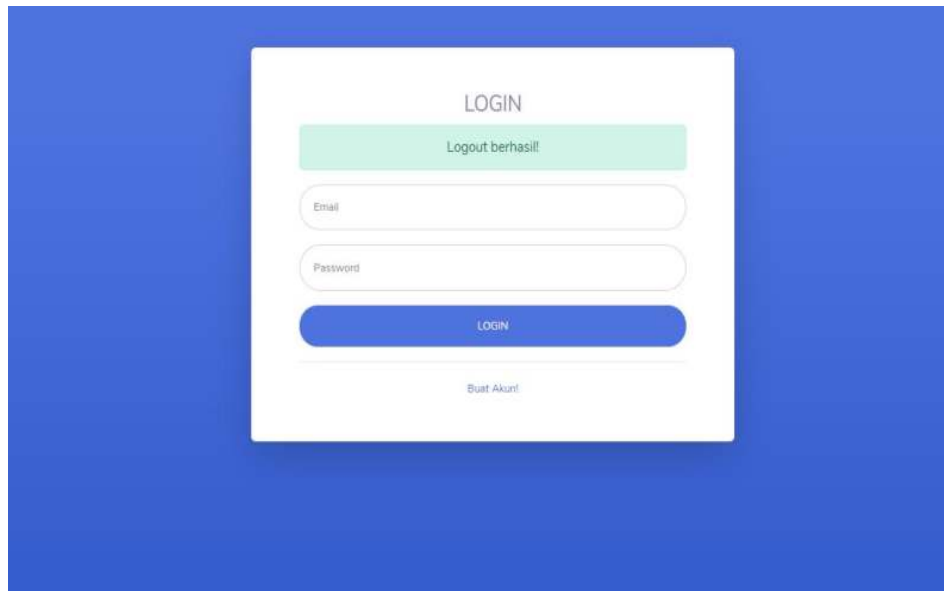 LOGIN
Logout berhasil!
Email
Password
LOGIN
Buat Akun!